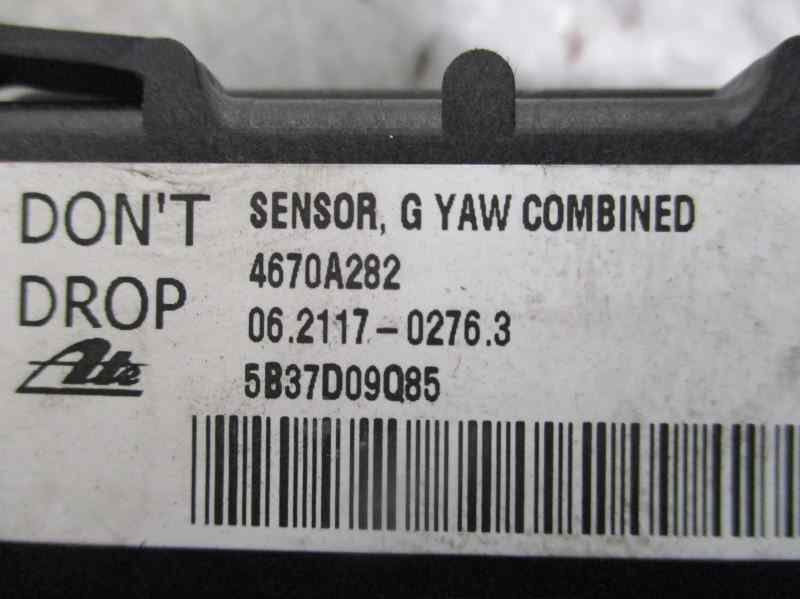 DON'T
DROP
Ate
SENSOR, G YAW COMBINED
4670A282
06.2117-0276.3
5B37D09Q85